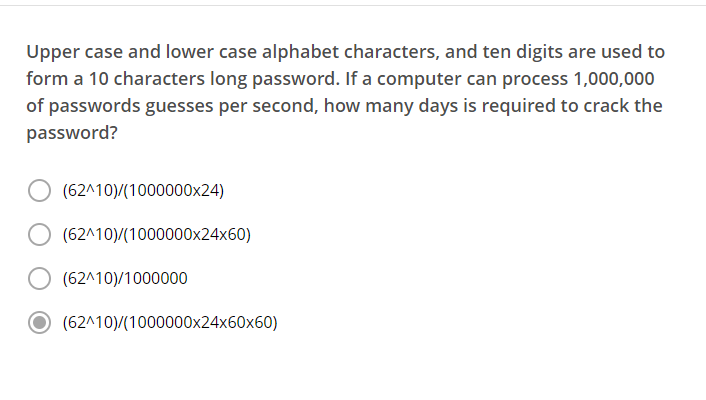 Upper case and lower case alphabet characters, and ten digits are used to
form a 10 characters long password. If a computer can process 1,000,000
of passwords guesses per second, how many days is required to crack the
password?
(62^10)/(1000000x24)
(62^10)/(1000000x24x60)
(62^10)/1000000
(62^10)/(1000000x24x60x60)